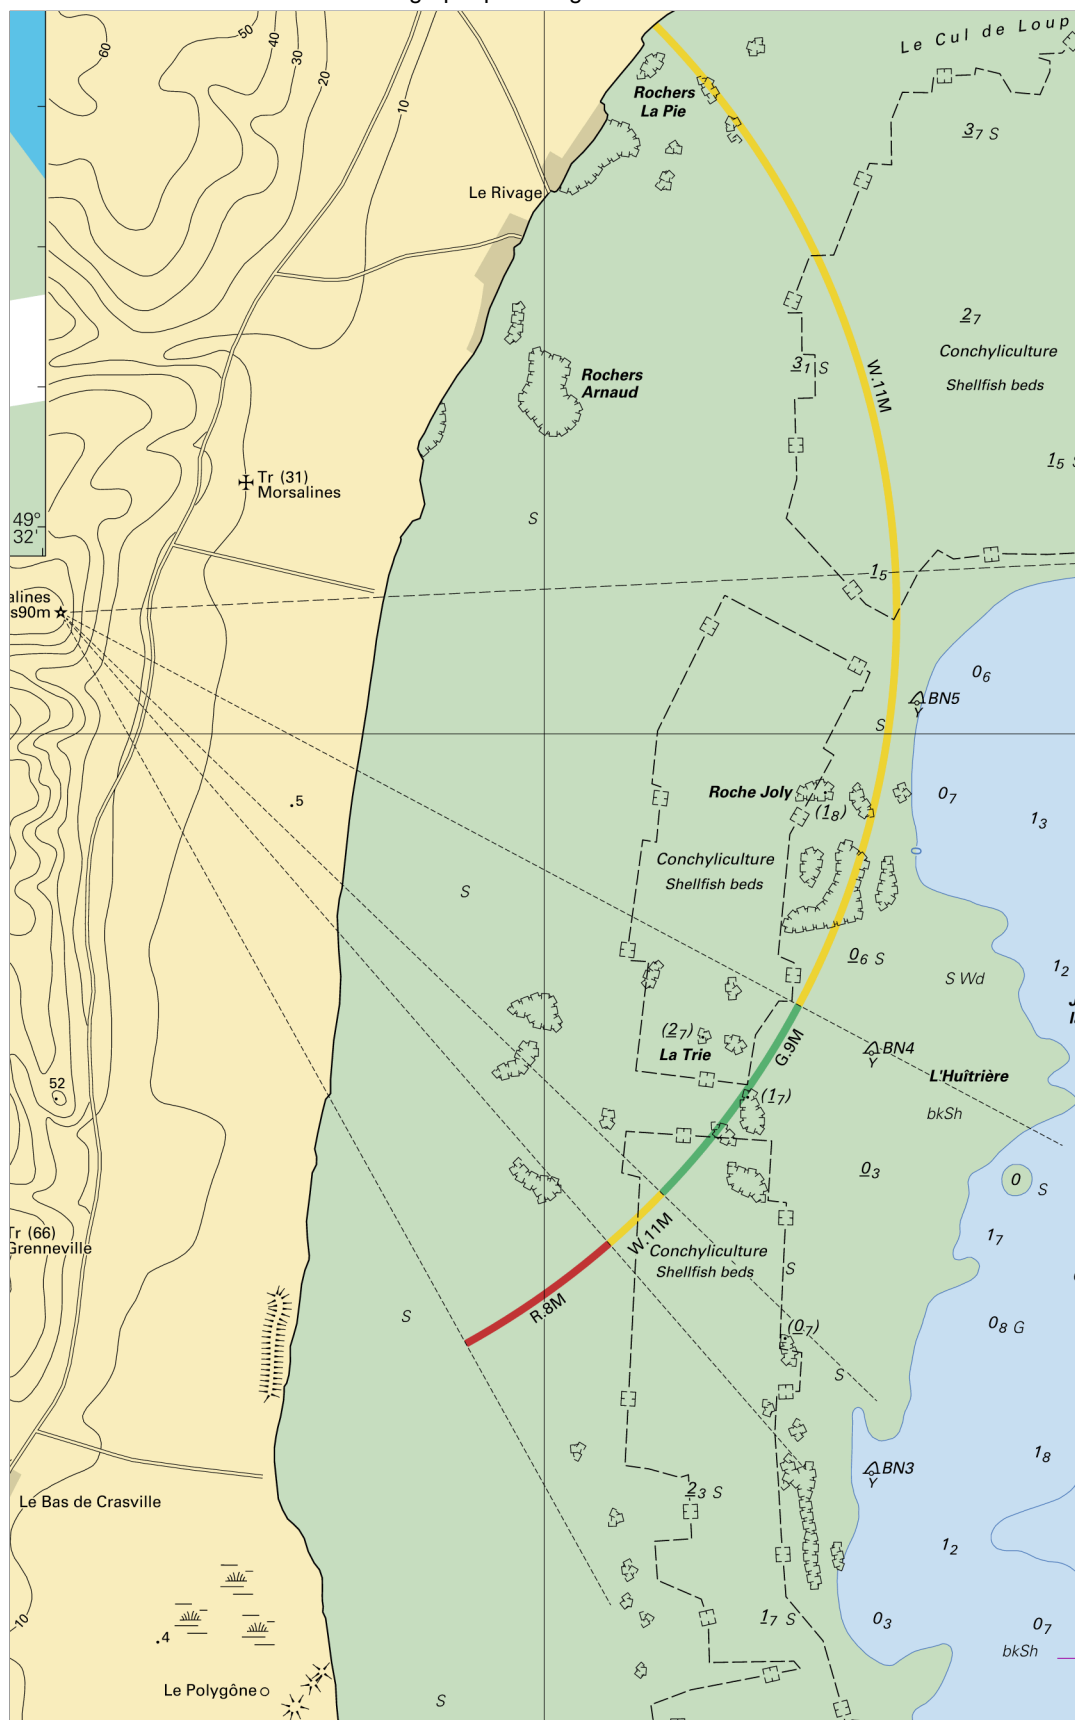 Le Cul de Loup
60
50
40
30
20
10
Rochers
La Pie
37 S
Le Rivage
27
Conchyliculture
Shellfish beds
W.11M
31 S
Rochers
Arnaud
15 S
Tr (31)
Morsalines
S
49°
32'
15
alines
s90m
06
BN5
S
Roche Joly
(18)
07
13
5
Conchyliculture
Shellfish beds
S
06 S
S Wd
12
(27)
La Trie
G.9M
BN4
L'Huîtrière
bkSh
52
(17)
03
0
S
Tr (66)
Grenneville
W.11M
Conchyliculture
Shellfish beds
S
17
R.8M
S
(07)
08 G
S
18
BN3
Le Bas de Crasville
23 S
12
10
4
17 S
03
07
bkSh
Le Polygône
S